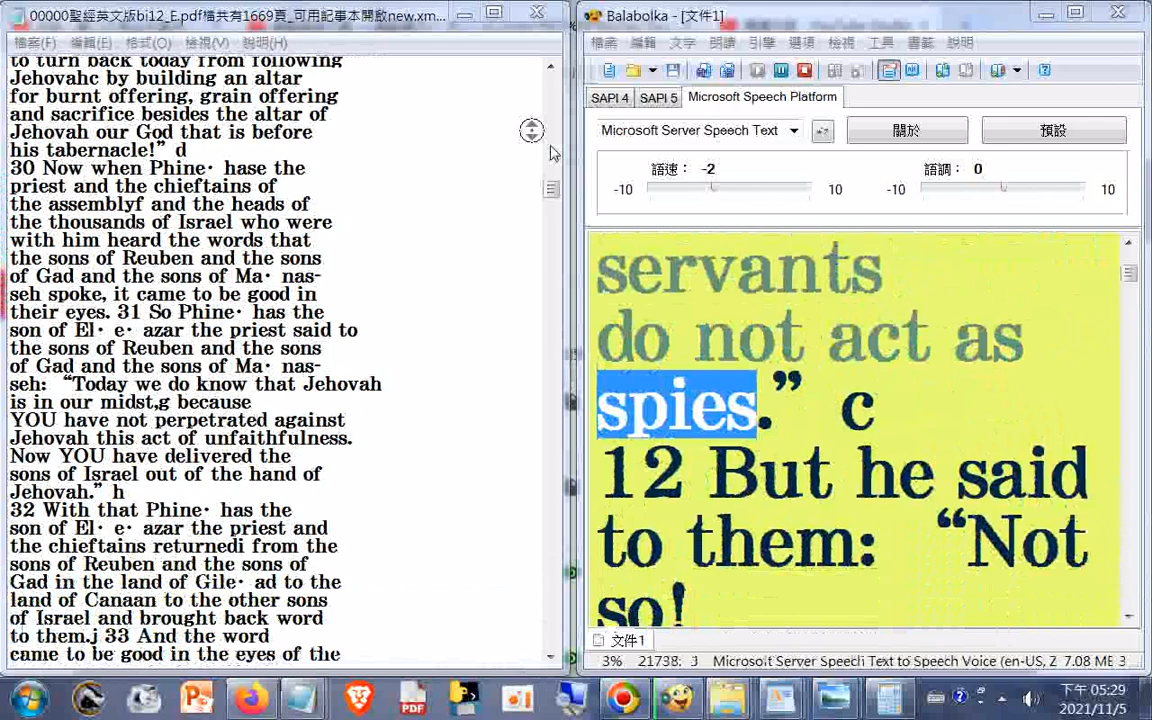 00000聖經英文版bi12_E.pdf檔共有1669頁_可用記事本開啟new.xm...
檔案(F) 編輯(E) 格式(O) 檢視(V) 說明(H)
to turn back today from following
Jehovahc by building an altar
for burnt offering, grain offering
and sacrifice besides the altar of
Jehovah our God that is before
his tabernacle!” d
30 Now when Phine· hase the
priest and the chieftains of
the assemblyf and the heads of
the thousands of Israel who were
with him heard the words that
the sons of Reuben and the sons
of Gad and the sons of Ma· nas-
seh spoke, it came to be good in
their eyes. 31 So Phine· has the
son of El· e· azar the priest said to
the sons of Reuben and the sons
of Gad and the sons of Ma· nas-
seh: “Today we do know that Jehovah
is in our midst,g because
YOU have not perpetrated against
Jehovah this act of unfaithfulness.
Now YOU have delivered the
sons of Israel out of the hand of
Jehovah.” h
32 With that Phine· has the
son of El· e· azar the priest and
the chieftains returnedi from the
sons of Reuben and the sons of
Gad in the land of Gile· ad to the
land of Canaan to the other sons
of Israel and brought back word
to them.j 33 And the word
came to be good in the eyes of the
Balabolka - [文件1]
檔案 編輯 文字 朗讀 引擎 選項 檢視 工具 書籤 說明
SAPI 4 SAPI 5 Microsoft Speech Platform
Microsoft Server Speech Text 關於 預設
語速： -2 語調： 0
-10 10 -10 10
servants
do not act as
spies.” c
12 But he said
to them: “Not
so!
文件1
3% 21738: 3 Microsoft Server Speech Text to Speech Voice (en-US, Z 7.08 MB 3
PDF
下午 05:29
2021/11/5